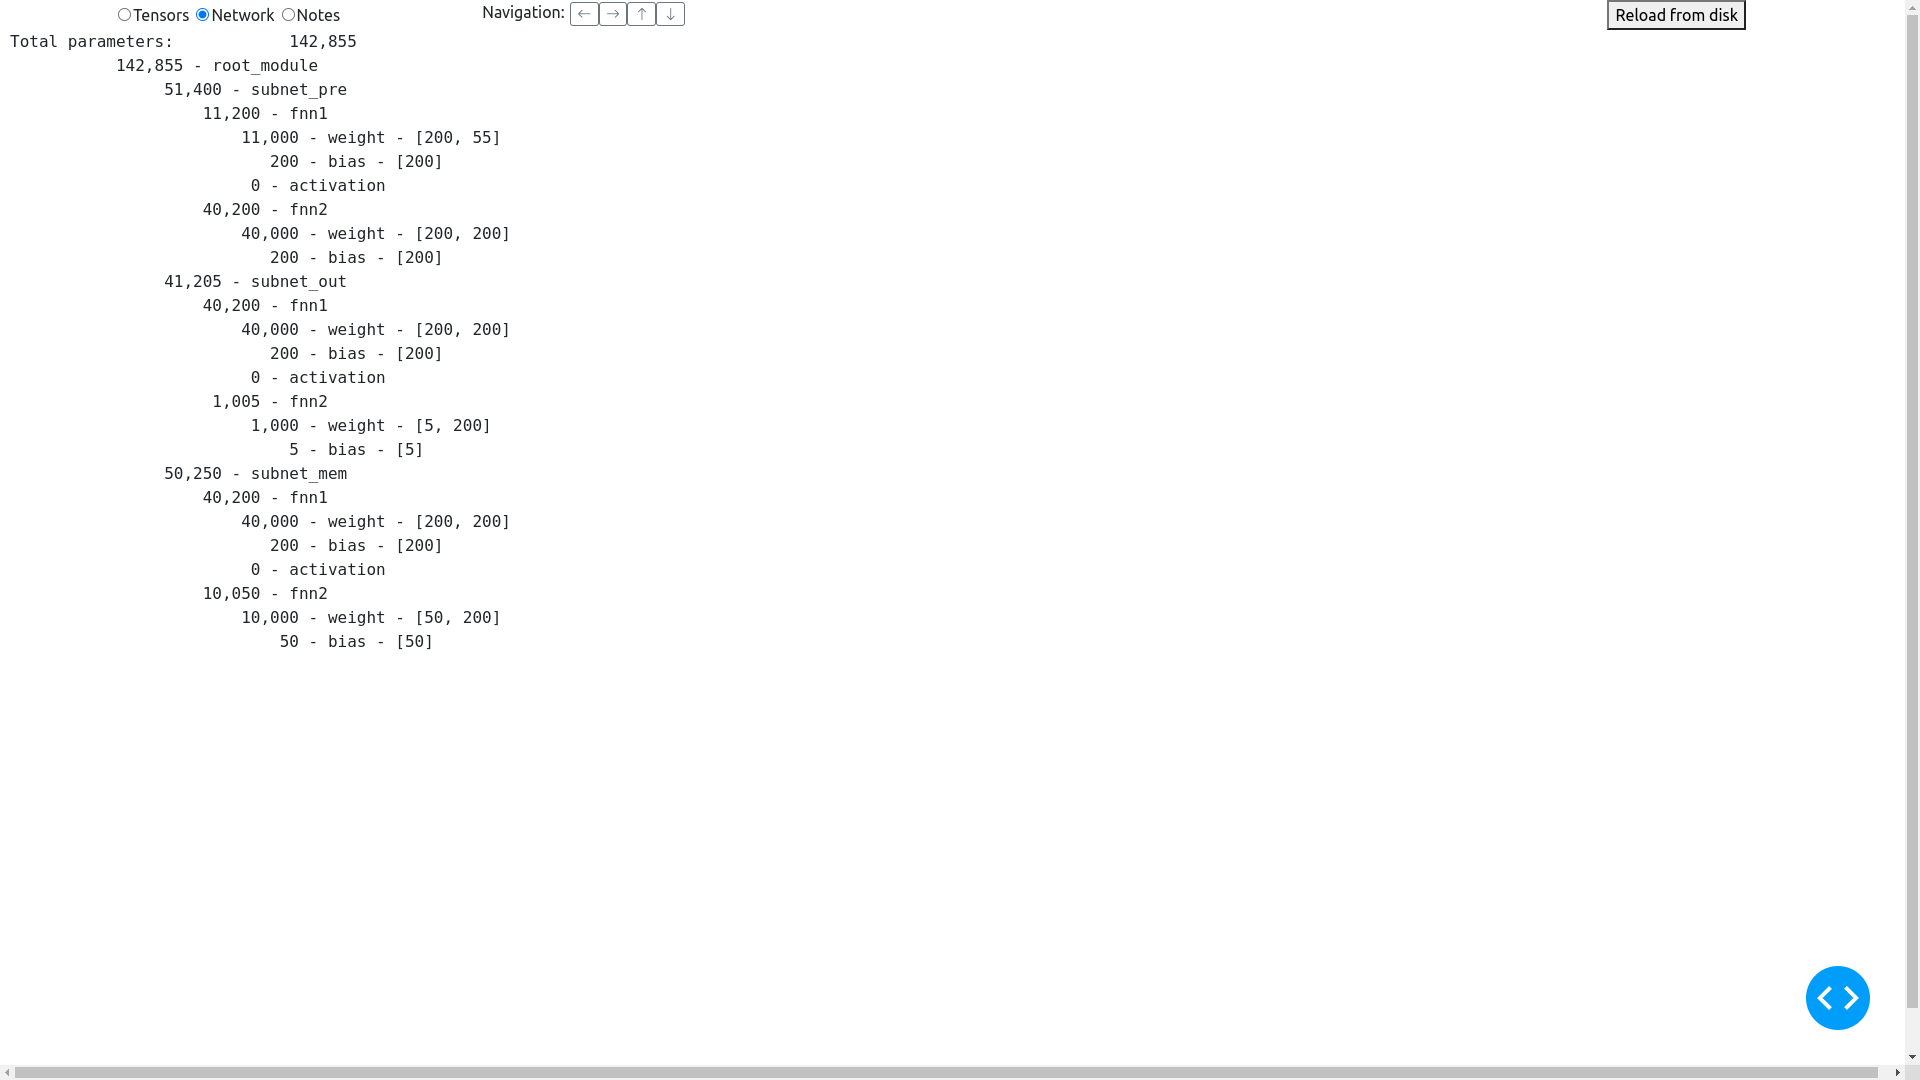 Tensors Network Notes Navigation: ← → ↑ ↓ Reload from disk
Total parameters: 142,855
142,855 - root_module
51,400 - subnet_pre
11,200 - fnn1
11,000 - weight - [200, 55]
200 - bias - [200]
0 - activation
40,200 - fnn2
40,000 - weight - [200, 200]
200 - bias - [200]
41,205 - subnet_out
40,200 - fnn1
40,000 - weight - [200, 200]
200 - bias - [200]
0 - activation
1,005 - fnn2
1,000 - weight - [5, 200]
5 - bias - [5]
50,250 - subnet_mem
40,200 - fnn1
40,000 - weight - [200, 200]
200 - bias - [200]
0 - activation
10,050 - fnn2
10,000 - weight - [50, 200]
50 - bias - [50]